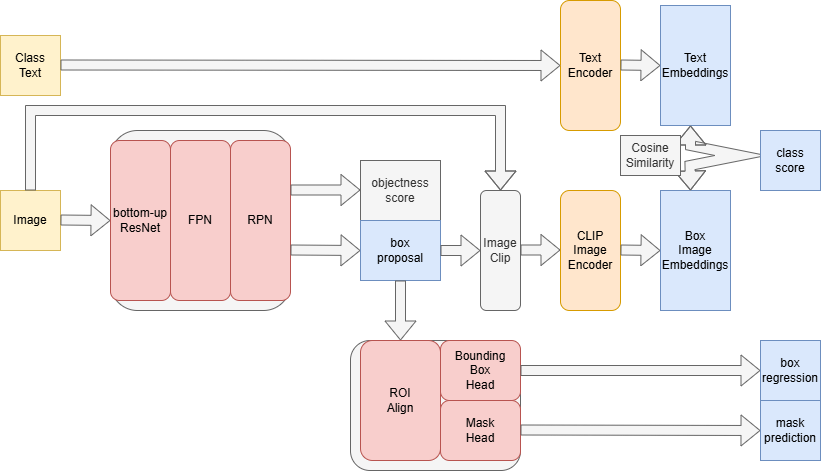 Class
Text
Text
Encoder
Text
Embeddings
Cosine
Similarity
class
score
Image
bottom-up
ResNet
FPN
RPN
objectness
score
box
proposal
Image
Clip
CLIP
Image
Encoder
Box
Image
Embeddings
ROI
Align
Bounding
Box
Head
Mask
Head
box
regression
mask
prediction